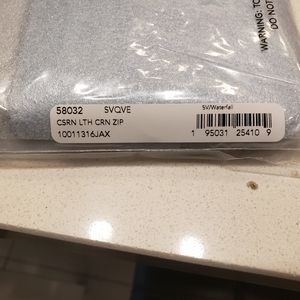 WARNING: TO
DO NOT
58032 SVQVE SV/Waterfall
CSRN LTH CRN ZIP
10011316JAX
1 95031 25410 9